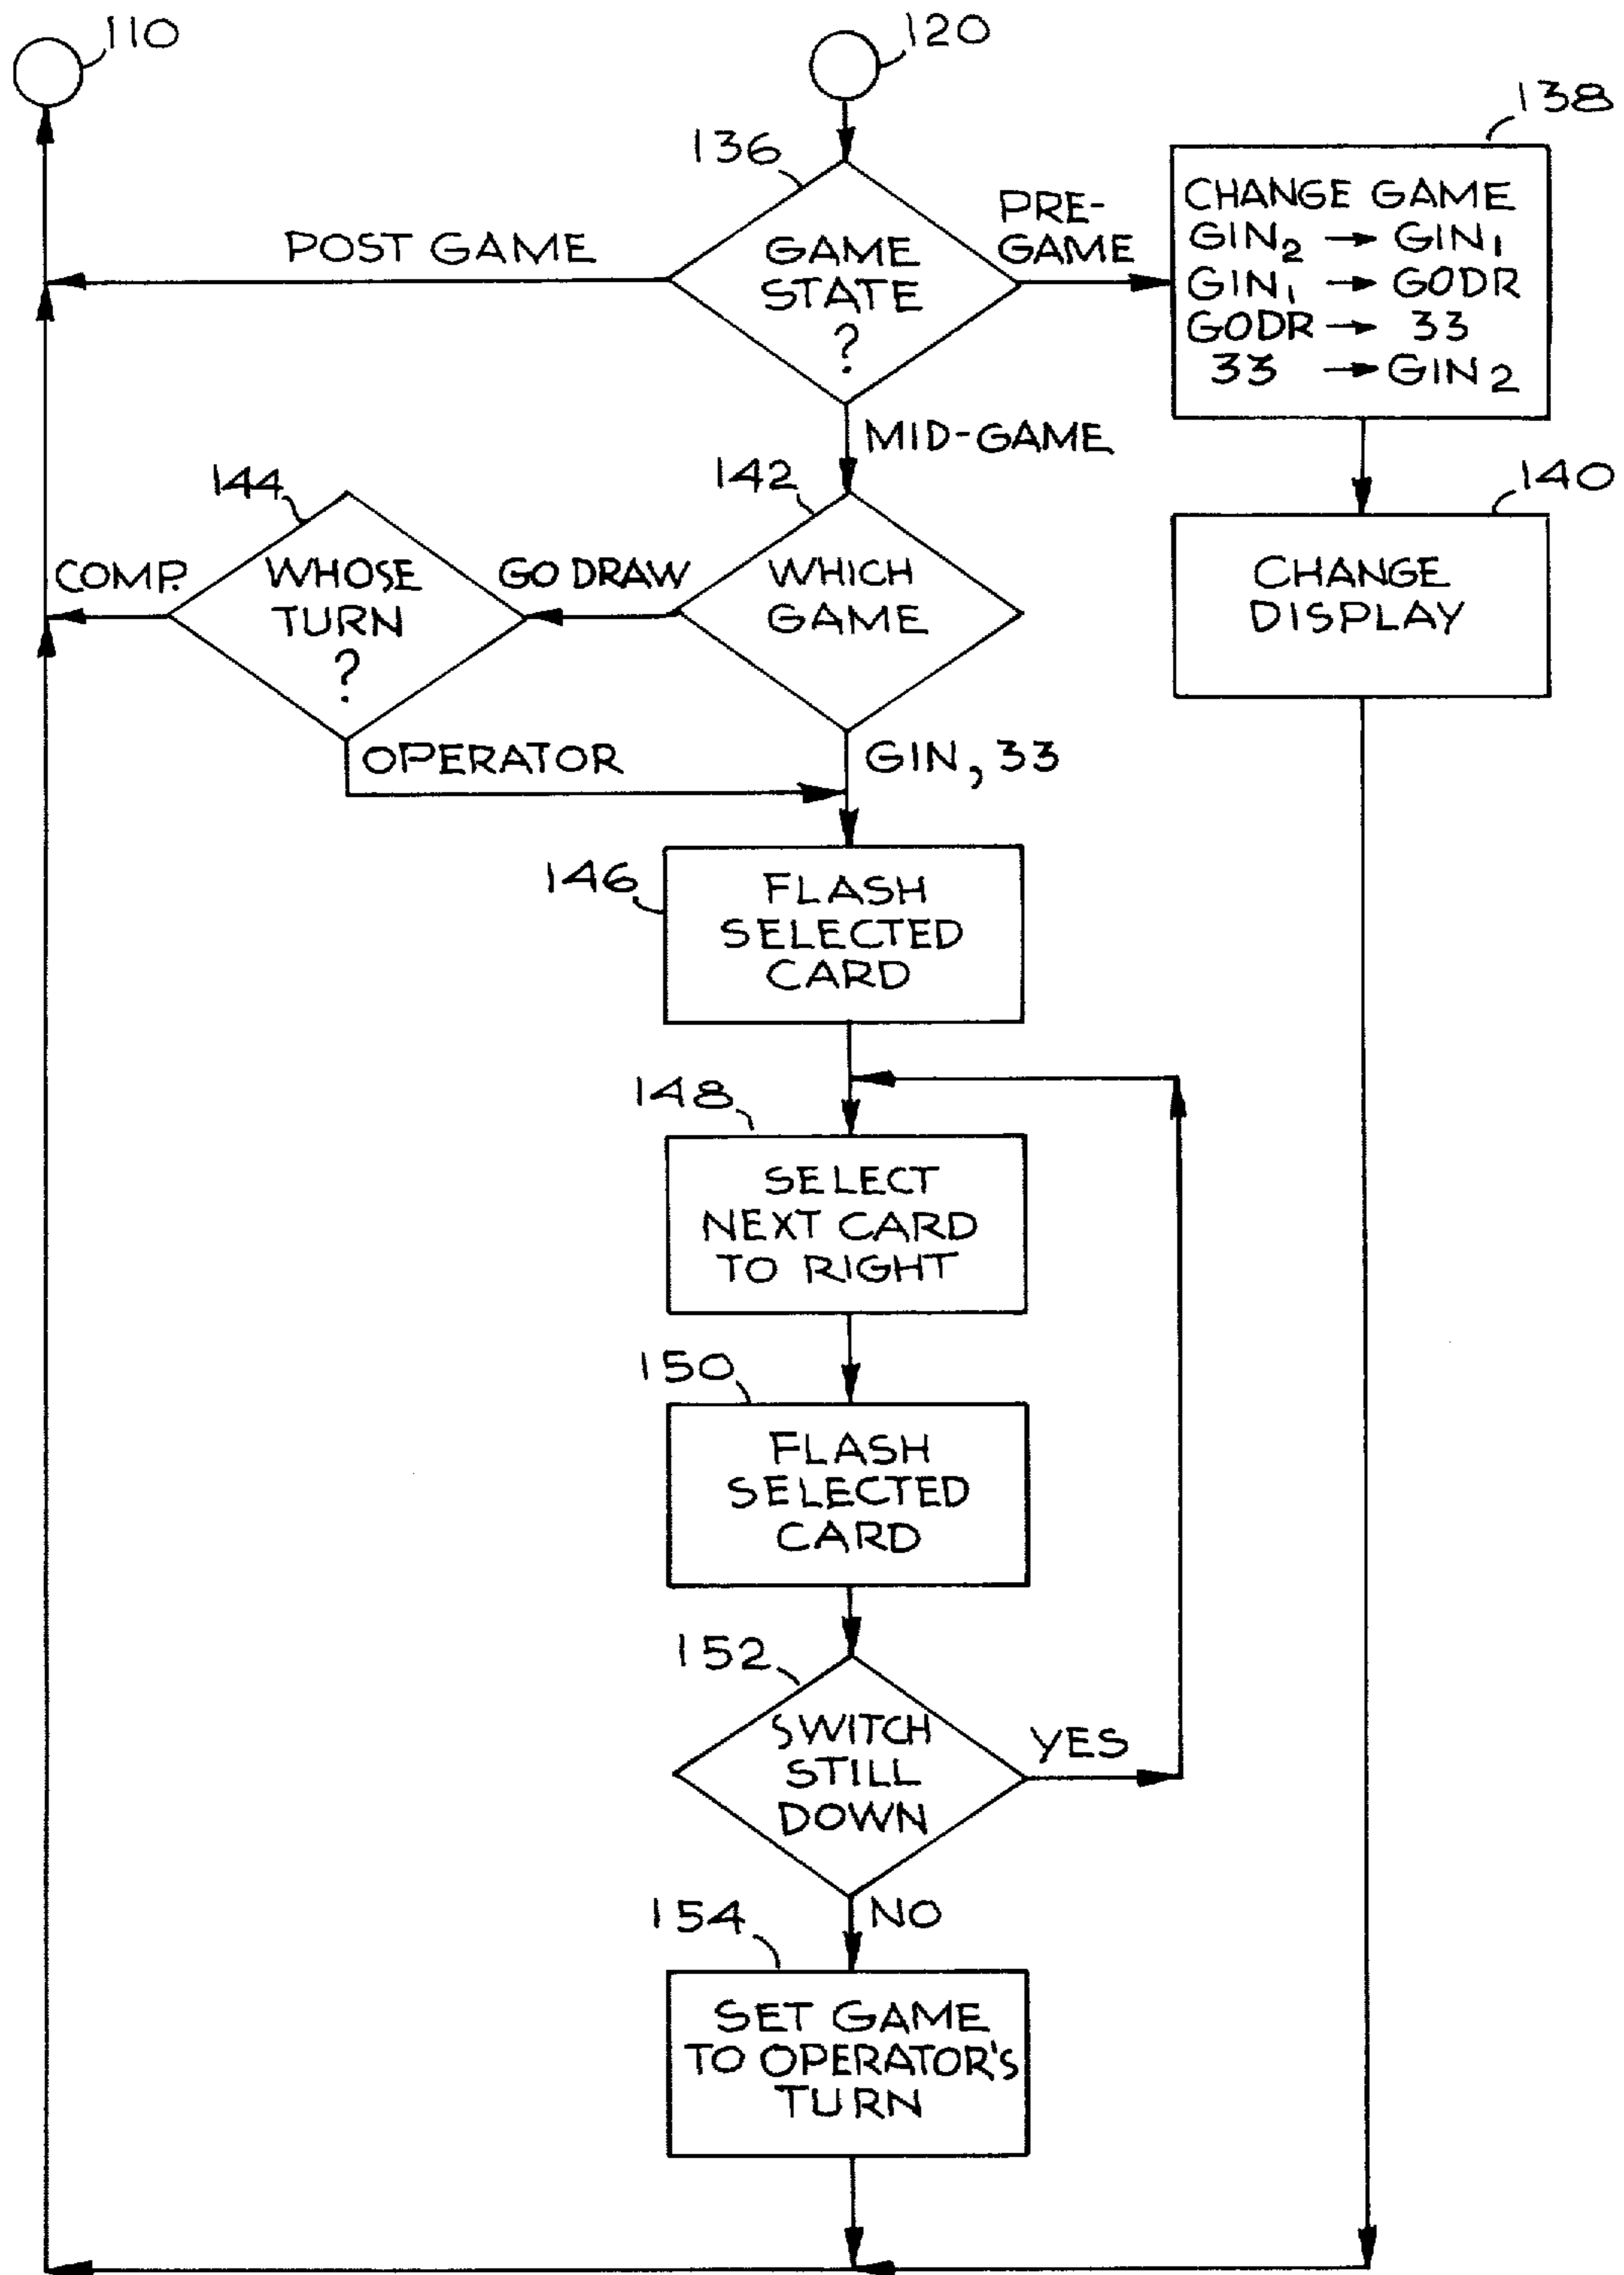 110
120
138
136
PRE-
GAME
POST GAME
GAME
STATE
?
CHANGE GAME
GIN₂ → GIN₁
GIN₁ → GODR
GODR → 33
33 → GIN₂
MID-GAME
144
142
140
COMP.
WHOSE
TURN
?
GO DRAW
WHICH
GAME
CHANGE
DISPLAY
OPERATOR
GIN, 33
146
FLASH
SELECTED
CARD
148
SELECT
NEXT CARD
TO RIGHT
150
FLASH
SELECTED
CARD
152
SWITCH
STILL
DOWN
YES
NO
154
SET GAME
TO OPERATOR'S
TURN